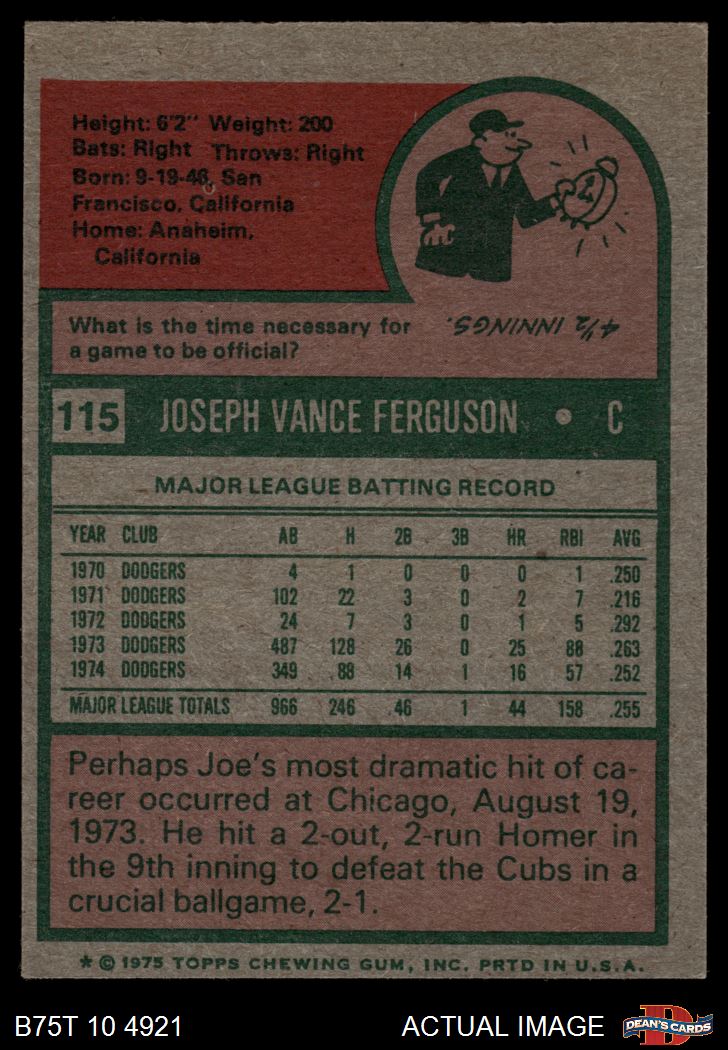 Height: 6'2" Weight: 200
Bats: Right Throws: Right
Born: 9-19-46, San
Francisco, California
Home: Anaheim,
California
What is the time necessary for
a game to be official?
4½ INNINGS.
115 JOSEPH VANCE FERGUSON • C
MAJOR LEAGUE BATTING RECORD
YEAR CLUB AB H 2B 3B HR RBI AVG
1970 DODGERS 4 1 0 0 0 1 .250
1971 DODGERS 102 22 3 0 2 7 .216
1972 DODGERS 24 7 3 0 1 5 .292
1973 DODGERS 487 128 26 0 25 88 .263
1974 DODGERS 349 88 14 1 16 57 .252
MAJOR LEAGUE TOTALS 966 246 46 1 44 158 .255
Perhaps Joe's most dramatic hit of ca-
reer occurred at Chicago, August 19,
1973. He hit a 2-out, 2-run Homer in
the 9th inning to defeat the Cubs in a
crucial ballgame, 2-1.
* © 1975 TOPPS CHEWING GUM, INC. PRTD IN U.S.A.
B75T 10 4921 ACTUAL IMAGE
D
DEAN'S CARDS